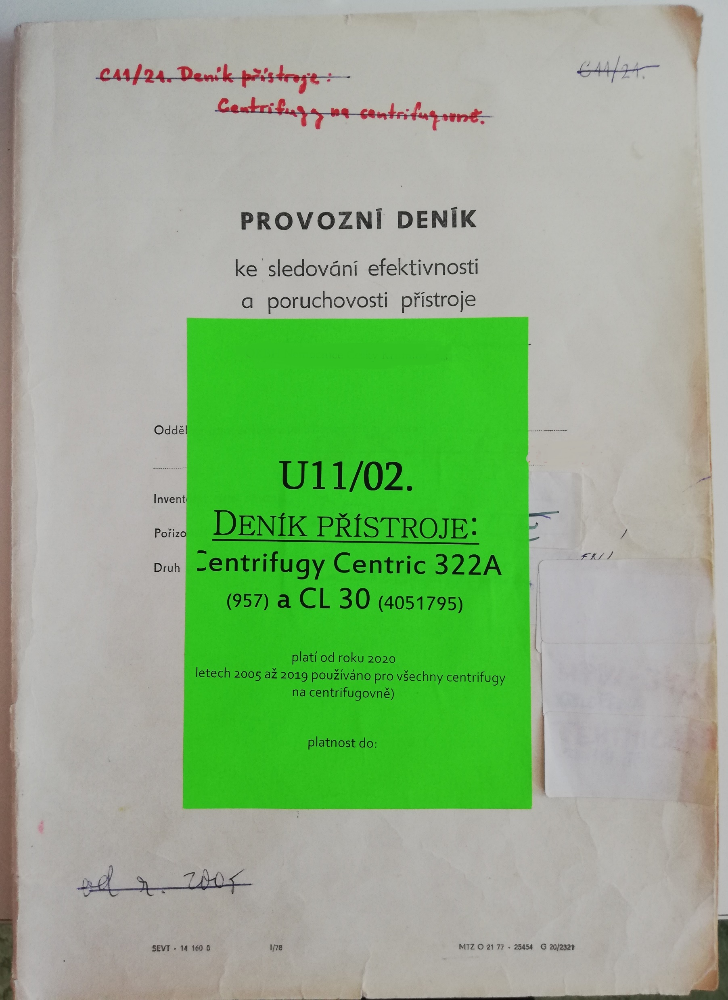 C11/21. Deník přístroje:
C11/21.
Centrifugy na centrifugovně.
PROVOZNÍ DENÍK
ke sledování efektivnosti
a poruchovosti přístroje
Odděl
U11/02.
Invent
DENÍK PŘÍSTROJE:
Pořizo
Centrifugy Centric 322A
Druh
(957) a CL 30 (4051795)
platí od roku 2020
letech 2005 až 2019 používáno pro všechny centrifugy
na centrifugovně)
platnost do:
od r. 2005
SEVT - 14 160 0 I/78 MTZ O 21 77 - 25454 G 20/2321